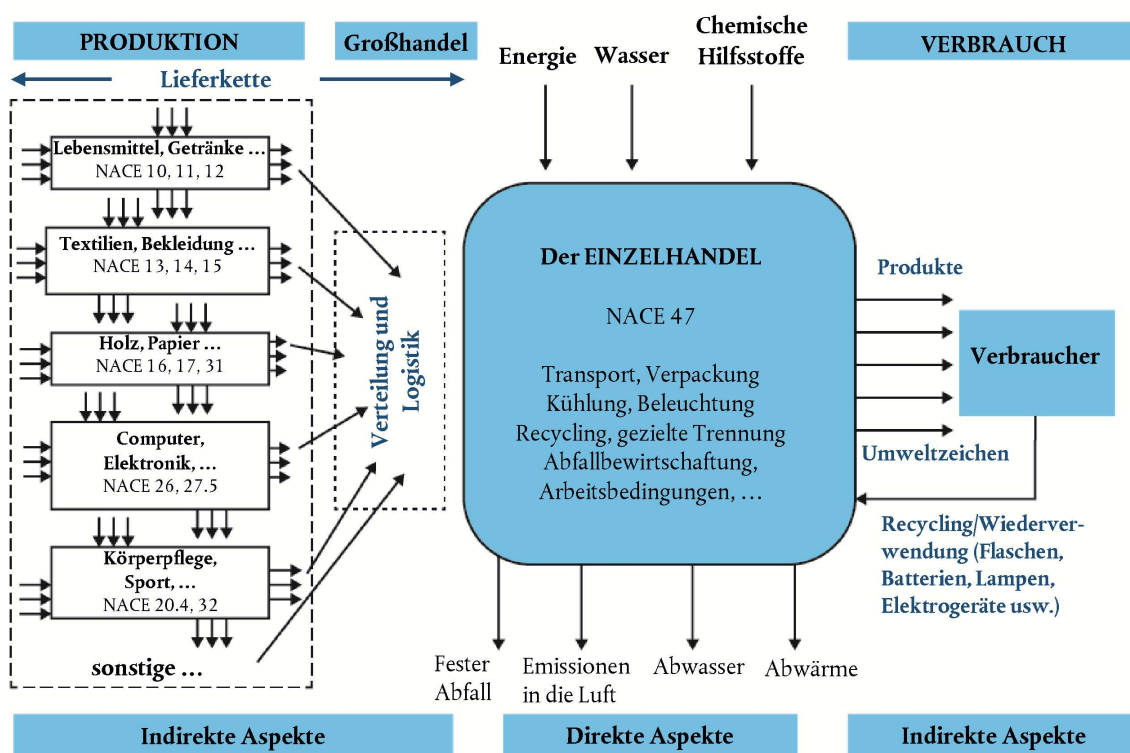 PRODUKTION
Großhandel
Lieferkette
Lebensmittel, Getränke ...
NACE 10, 11, 12
Textilien, Bekleidung ...
NACE 13, 14, 15
Holz, Papier ...
NACE 16, 17, 31
Computer,
Elektronik, ...
NACE 26, 27.5
Körperpflege,
Sport, ...
NACE 20.4, 32
sonstige ...
Verteilung und
Logistik
Energie
Wasser
Chemische
Hilfsstoffe
Der EINZELHANDEL
NACE 47
Transport, Verpackung
Kühlung, Beleuchtung
Recycling, gezielte Trennung
Abfallbewirtschaftung,
Arbeitsbedingungen, ...
Fester
Abfall
Emissionen
in die Luft
Abwasser
Abwärme
VERBRAUCH
Produkte
Verbraucher
Umweltzeichen
Recycling/Wiederver-
wendung (Flaschen,
Batterien, Lampen,
Elektrogeräte usw.)
Indirekte Aspekte
Direkte Aspekte
Indirekte Aspekte